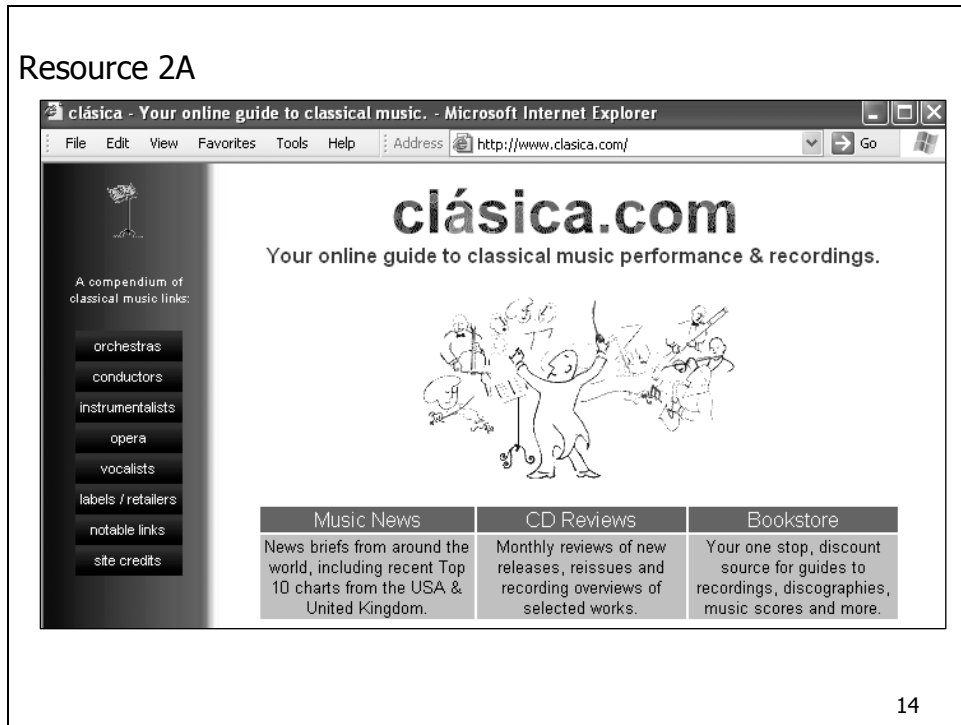 Resource 2A
clásica - Your online guide to classical music. - Microsoft Internet Explorer
File Edit View Favorites Tools Help Address http://www.clasica.com/ Go
clásica.com
Your online guide to classical music performance & recordings.
A compendium of
classical music links:
orchestras
conductors
instrumentalists
opera
vocalists
labels / retailers
notable links
site credits
Music News
News briefs from around the
world, including recent Top
10 charts from the USA &
United Kingdom.
CD Reviews
Monthly reviews of new
releases, reissues and
recording overviews of
selected works.
Bookstore
Your one stop, discount
source for guides to
recordings, discographies,
music scores and more.
14